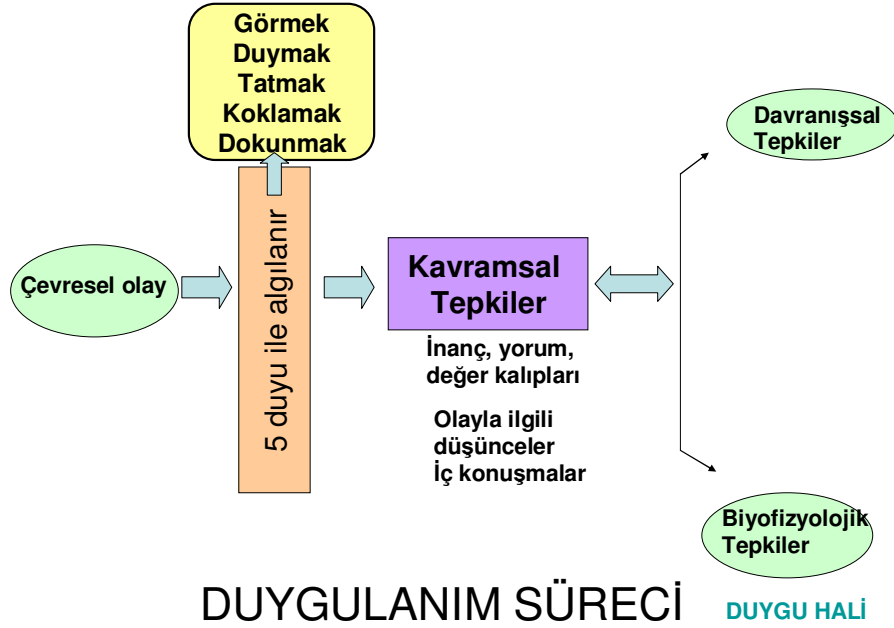 Görmek
Duymak
Tatmak
Koklamak
Dokunmak
Çevresel olay
5 duyu ile algılanır
Kavramsal
Tepkiler
İnanç, yorum,
değer kalıpları
Olayla ilgili
düşünceler
İç konuşmalar
Davranışsal
Tepkiler
Biyofizyolojik
Tepkiler
DUYGULANIM SÜRECİ
DUYGU HALİ